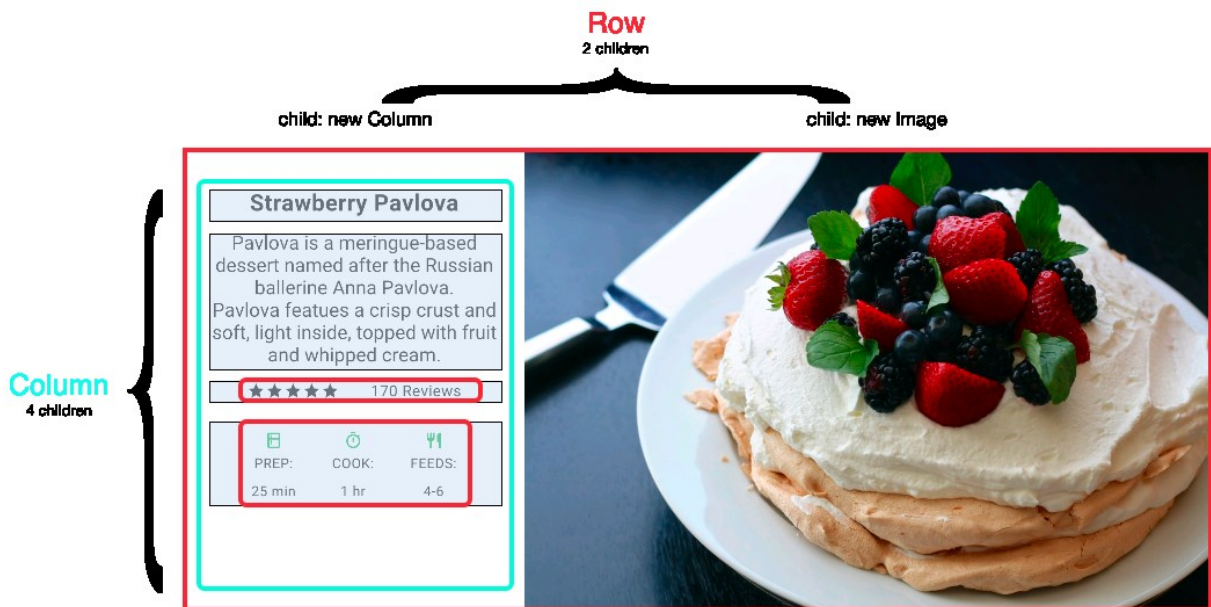 Row
2 children
child: new Column
child: new Image
Column
4 children
Strawberry Pavlova
Pavlova is a meringue-based
dessert named after the Russian
ballerine Anna Pavlova.
Pavlova featues a crisp crust and
soft, light inside, topped with fruit
and whipped cream.
170 Reviews
PREP: COOK: FEEDS:
25 min 1 hr 4-6